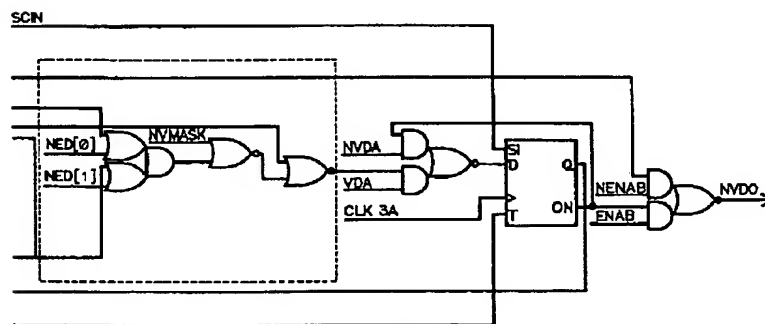 SCIN
NED[0]
NVMASK
NVDA
SI
D
Q
NENAB
NVDO
NED[1]
VDA
CLK 3A
ON
ENAB
T